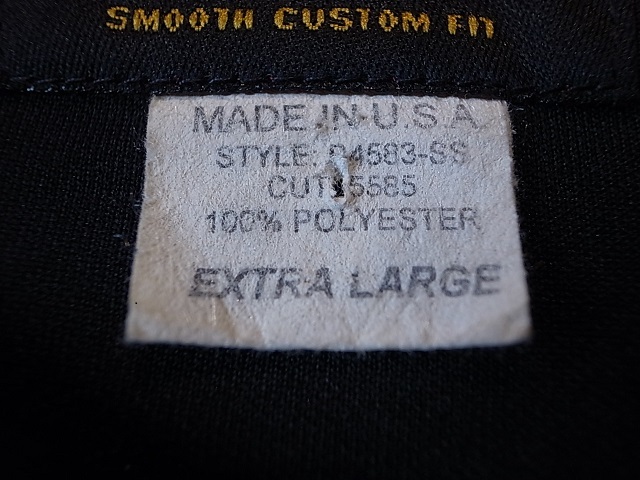 SMOOTH CUSTOM FIT
MADE IN U.S.A.
STYLE:
CUT
100% POLYESTER
EXTRA LARGE